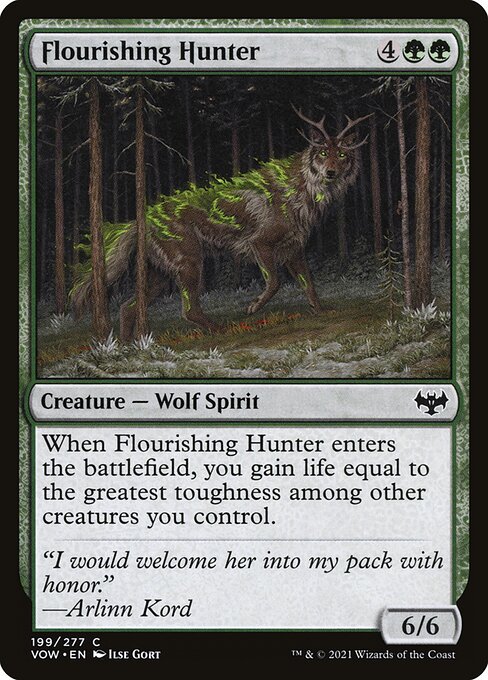 Flourishing Hunter 4
Creature — Wolf Spirit
When Flourishing Hunter enters
the battlefield, you gain life equal to
the greatest toughness among other
creatures you control.
“I would welcome her into my pack with
honor.”
—Arlinn Kord
6/6
199/277 C
VOW • EN Ilse Gort
™ & © 2021 Wizards of the Coast